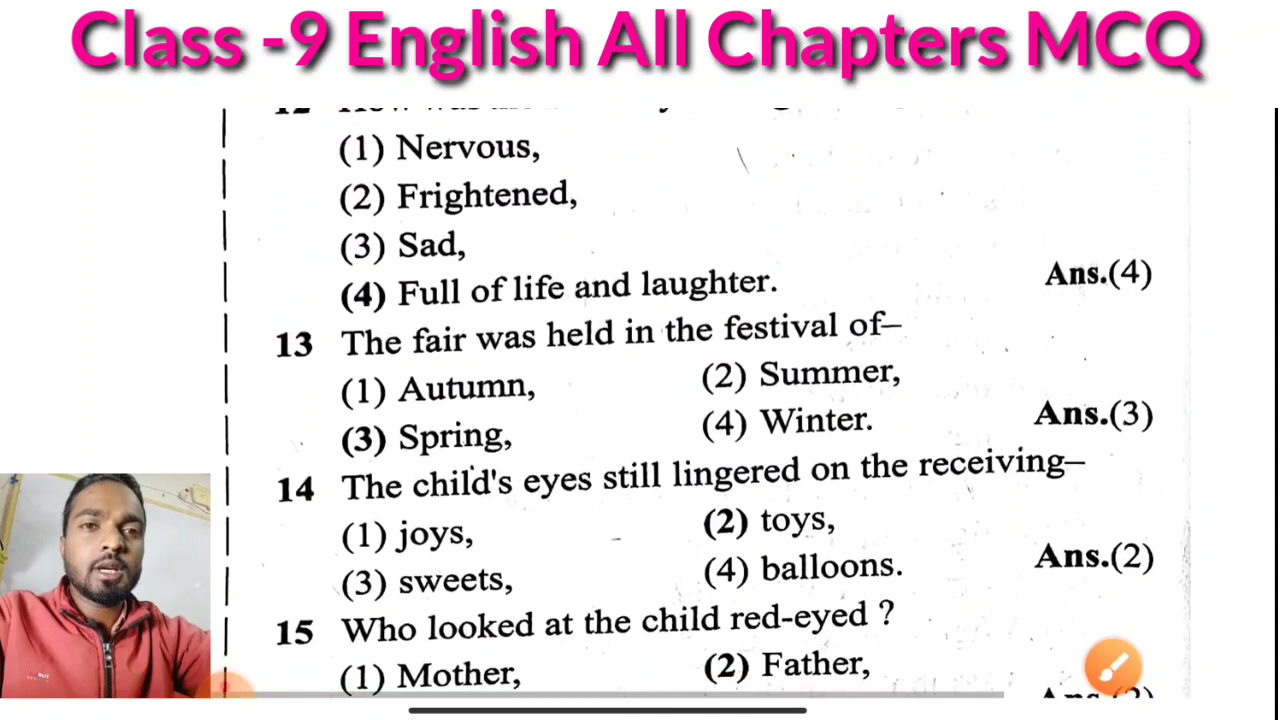 Class -9 English All Chapters MCQ
(1) Nervous,
(2) Frightened,
(3) Sad,
(4) Full of life and laughter. Ans.(4)
13 The fair was held in the festival of–
(1) Autumn, (2) Summer,
(3) Spring, (4) Winter. Ans.(3)
14 The child's eyes still lingered on the receiving–
(1) joys, (2) toys,
(3) sweets, (4) balloons. Ans.(2)
15 Who looked at the child red-eyed ?
(1) Mother, (2) Father,